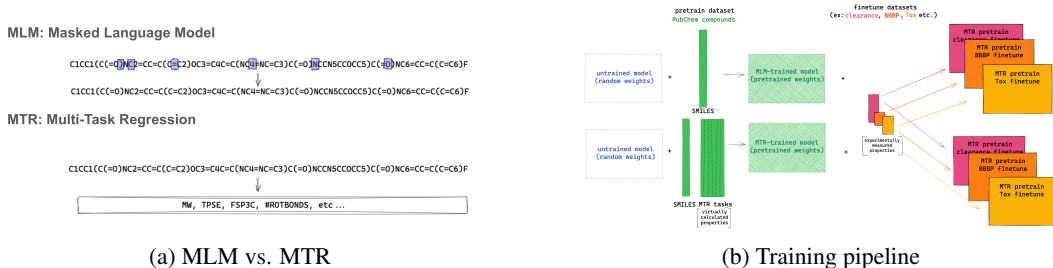 MLM: Masked Language Model
C1CC1(C(=O)NC2=CC=C(C=C2)OC3=C4C=C(NC4=NC=C3)C(=O)NCCN5CCOCC5)C(=O)NC6=CC=C(C=C6)F
C1CC1(C(=O)NC2=CC=C(C=C2)OC3=C4C=C(NC4=NC=C3)C(=O)NCCN5CCOCC5)C(=O)NC6=CC=C(C=C6)F
MTR: Multi-Task Regression
C1CC1(C(=O)NC2=CC=C(C=C2)OC3=C4C=C(NC4=NC=C3)C(=O)NCCN5CCOCC5)C(=O)NC6=CC=C(C=C6)F
MW, TPSE, FSP3C, #ROTBONDS, etc ...
(a) MLM vs. MTR
pretrain dataset
PubChem compounds
finetune datasets
(ex: clearance, BBBP, Tox etc.)
untrained model
(random weights)
+
SMILES
MLM-trained model
(pretrained weights)
+
MTR pretrain
clearance finetune
MTR pretrain
BBBP finetune
MTR pretrain
Tox finetune
untrained model
(random weights)
+
SMILES MTR tasks
virtually
calculated
properties
MTR-trained model
(pretrained weights)
+
experimentally
measured
properties
MTR pretrain
clearance finetune
MTR pretrain
BBBP finetune
MTR pretrain
Tox finetune
(b) Training pipeline